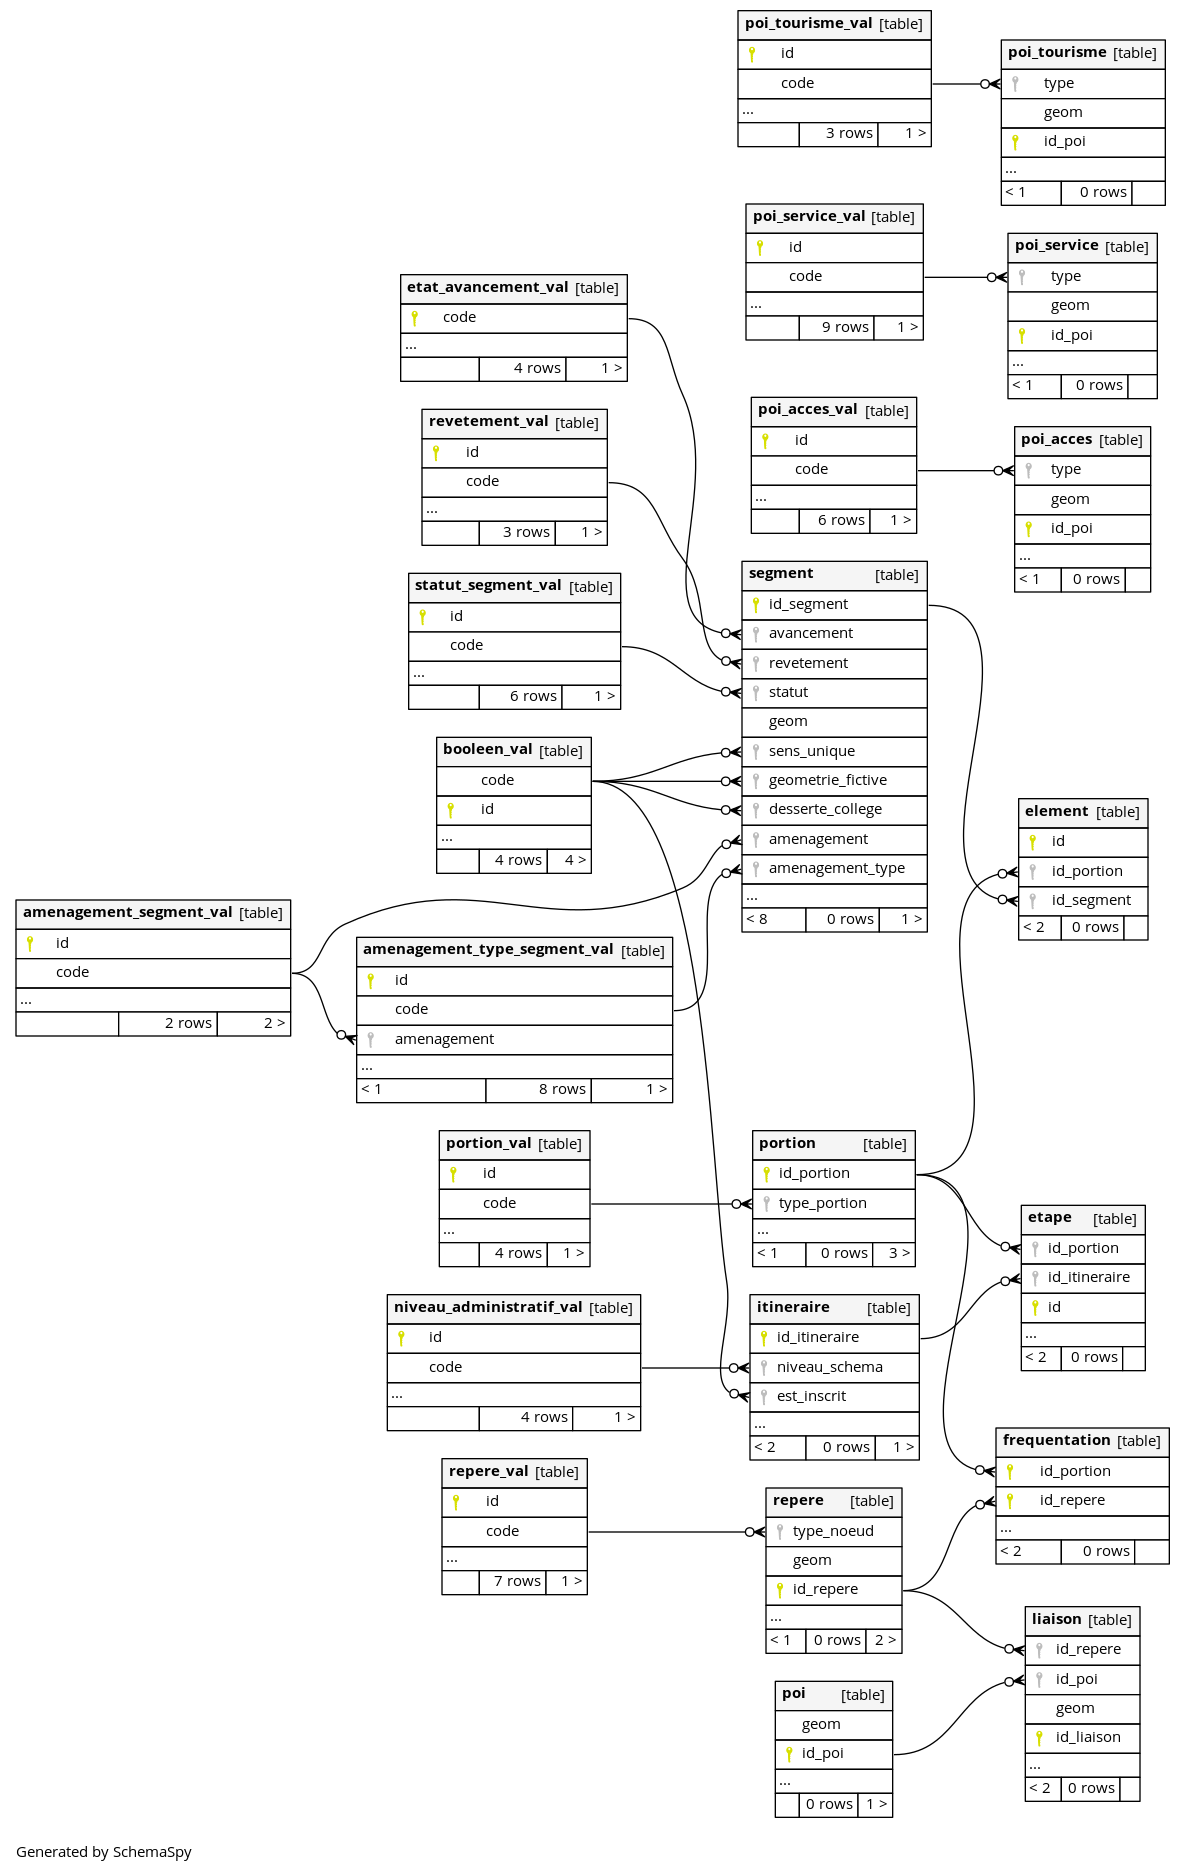 poi_tourisme_val [table]
id
code
...
3 rows 1 >
poi_tourisme [table]
type
geom
id_poi
...
< 1 0 rows
poi_service_val [table]
id
code
...
9 rows 1 >
poi_service [table]
type
geom
id_poi
...
< 1 0 rows
etat_avancement_val [table]
code
...
4 rows 1 >
revetement_val [table]
id
code
...
3 rows 1 >
poi_acces_val [table]
id
code
...
6 rows 1 >
poi_acces [table]
type
geom
id_poi
...
< 1 0 rows
statut_segment_val [table]
id
code
...
6 rows 1 >
segment [table]
id_segment
avancement
revetement
statut
geom
sens_unique
geometrie_fictive
desserte_college
amenagement
amenagement_type
...
< 8 0 rows 1 >
booleen_val [table]
code
id
...
4 rows 4 >
element [table]
id
id_portion
id_segment
< 2 0 rows
amenagement_segment_val [table]
id
code
...
2 rows 2 >
amenagement_type_segment_val [table]
id
code
amenagement
...
< 1 8 rows 1 >
portion_val [table]
id
code
...
4 rows 1 >
portion [table]
id_portion
type_portion
...
< 1 0 rows 3 >
etape [table]
id_portion
id_itineraire
id
...
< 2 0 rows
niveau_administratif_val [table]
id
code
...
4 rows 1 >
itineraire [table]
id_itineraire
niveau_schema
est_inscrit
...
< 2 0 rows 1 >
frequentation [table]
id_portion
id_repere
...
< 2 0 rows
repere_val [table]
id
code
...
7 rows 1 >
repere [table]
type_noeud
geom
id_repere
...
< 1 0 rows 2 >
liaison [table]
id_repere
id_poi
geom
id_liaison
...
< 2 0 rows
poi [table]
geom
id_poi
...
0 rows 1 >
Generated by SchemaSpy